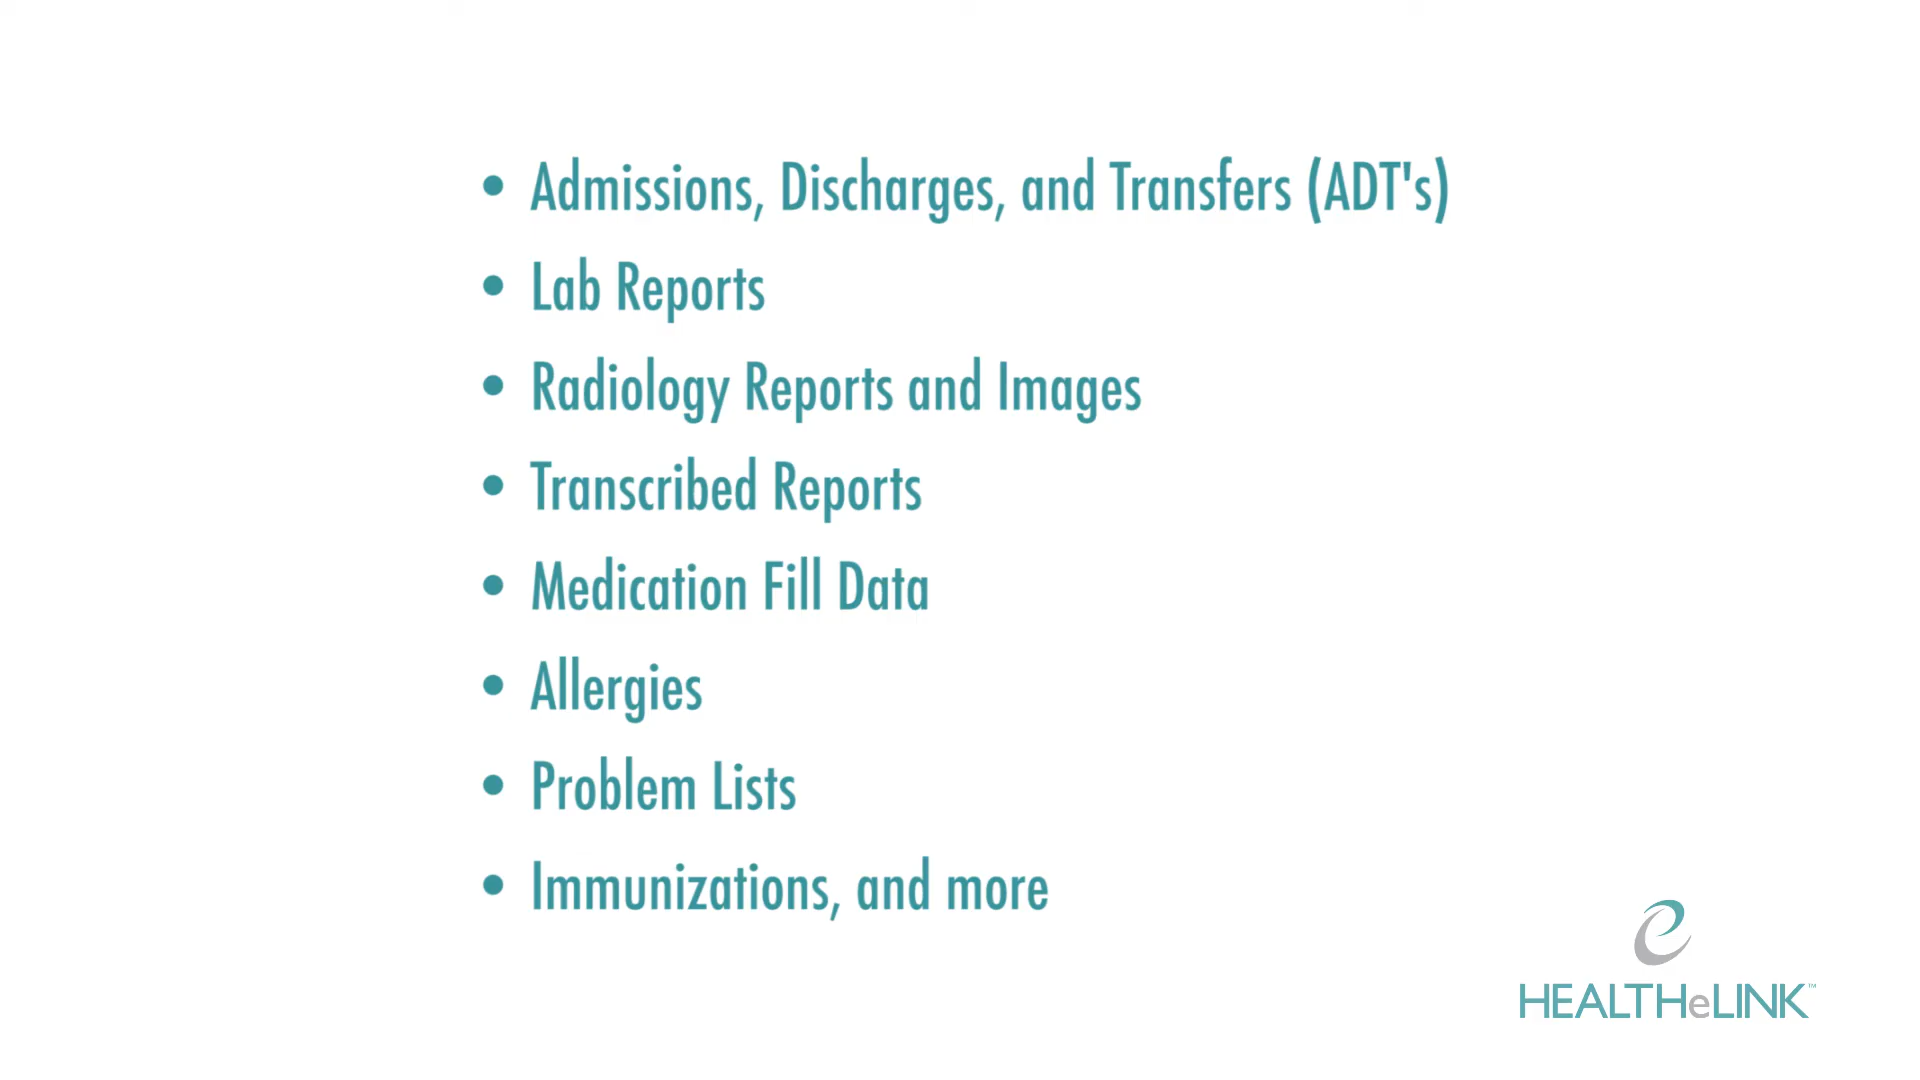 • Admissions, Discharges, and Transfers (ADT's)
• Lab Reports
• Radiology Reports and Images
• Transcribed Reports
• Medication Fill Data
• Allergies
• Problem Lists
• Immunizations, and more
HEALTHeLINK™